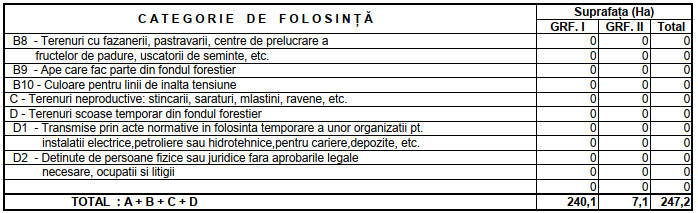 CATEGORIE DE FOLOSINȚĂ Suprafața (Ha)
GRF. I GRF. II Total
B8 - Terenuri cu fazanerii, pastravarii, centre de prelucrare a 0 0 0
fructelor de padure, uscatorii de seminte, etc. 0 0 0
B9 - Ape care fac parte din fondul forestier 0 0 0
B10 - Culoare pentru linii de inalta tensiune 0 0 0
C - Terenuri neproductive: stincarii, saraturi, mlastini, ravene, etc. 0 0 0
D - Terenuri scoase temporar din fondul forestier 0 0 0
D1 - Transmise prin acte normative in folosinta temporare a unor organizatii pt. 0 0 0
instalatii electrice,petroliere sau hidrotehnice,pentru cariere,depozite, etc. 0 0 0
D2 - Detinute de persoane fizice sau juridice fara aprobarile legale 0 0 0
necesare, ocupatii si litigii 0 0 0
0 0 0
TOTAL : A + B + C + D 240,1 7,1 247,2